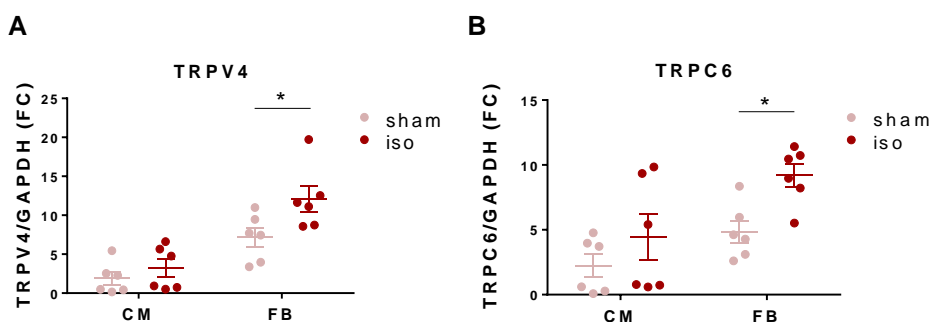 A
TRPV4
TRPV4/GAPDH (FC)
25
20
15
10
5
0
*
CM
FB
sham
iso
B
TRPC6
TRPC6/GAPDH (FC)
15
10
5
0
*
CM
FB
sham
iso